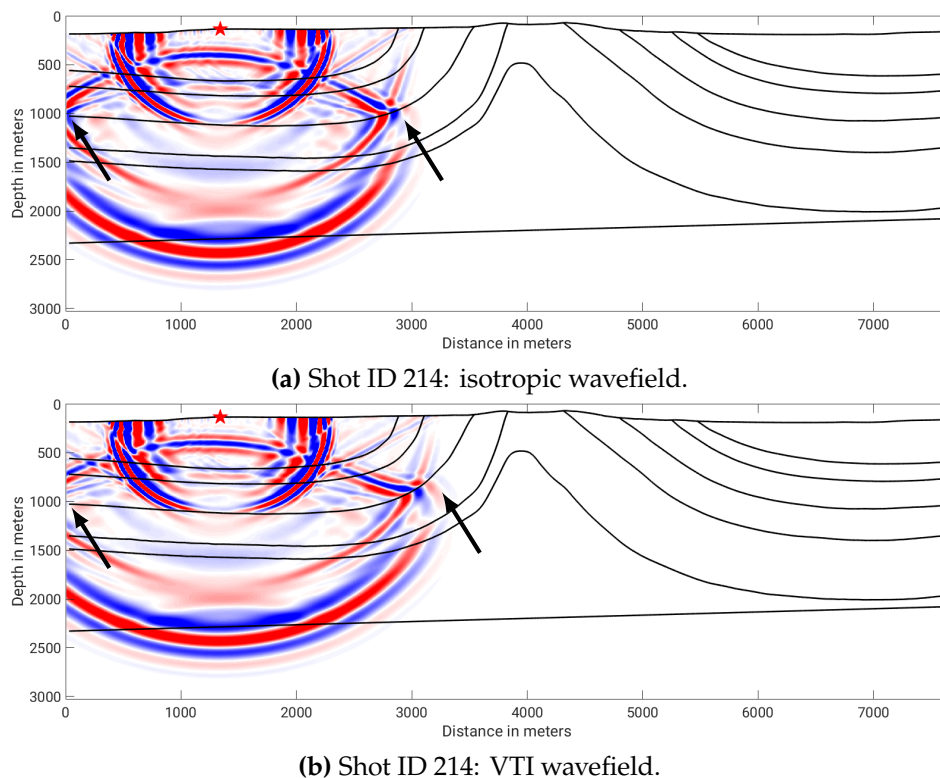 0
500
1000
1500
2000
2500
3000
Depth in meters
0 1000 2000 3000 4000 5000 6000 7000
Distance in meters
(a) Shot ID 214: isotropic wavefield.
0
500
1000
1500
2000
2500
3000
Depth in meters
0 1000 2000 3000 4000 5000 6000 7000
Distance in meters
(b) Shot ID 214: VTI wavefield.